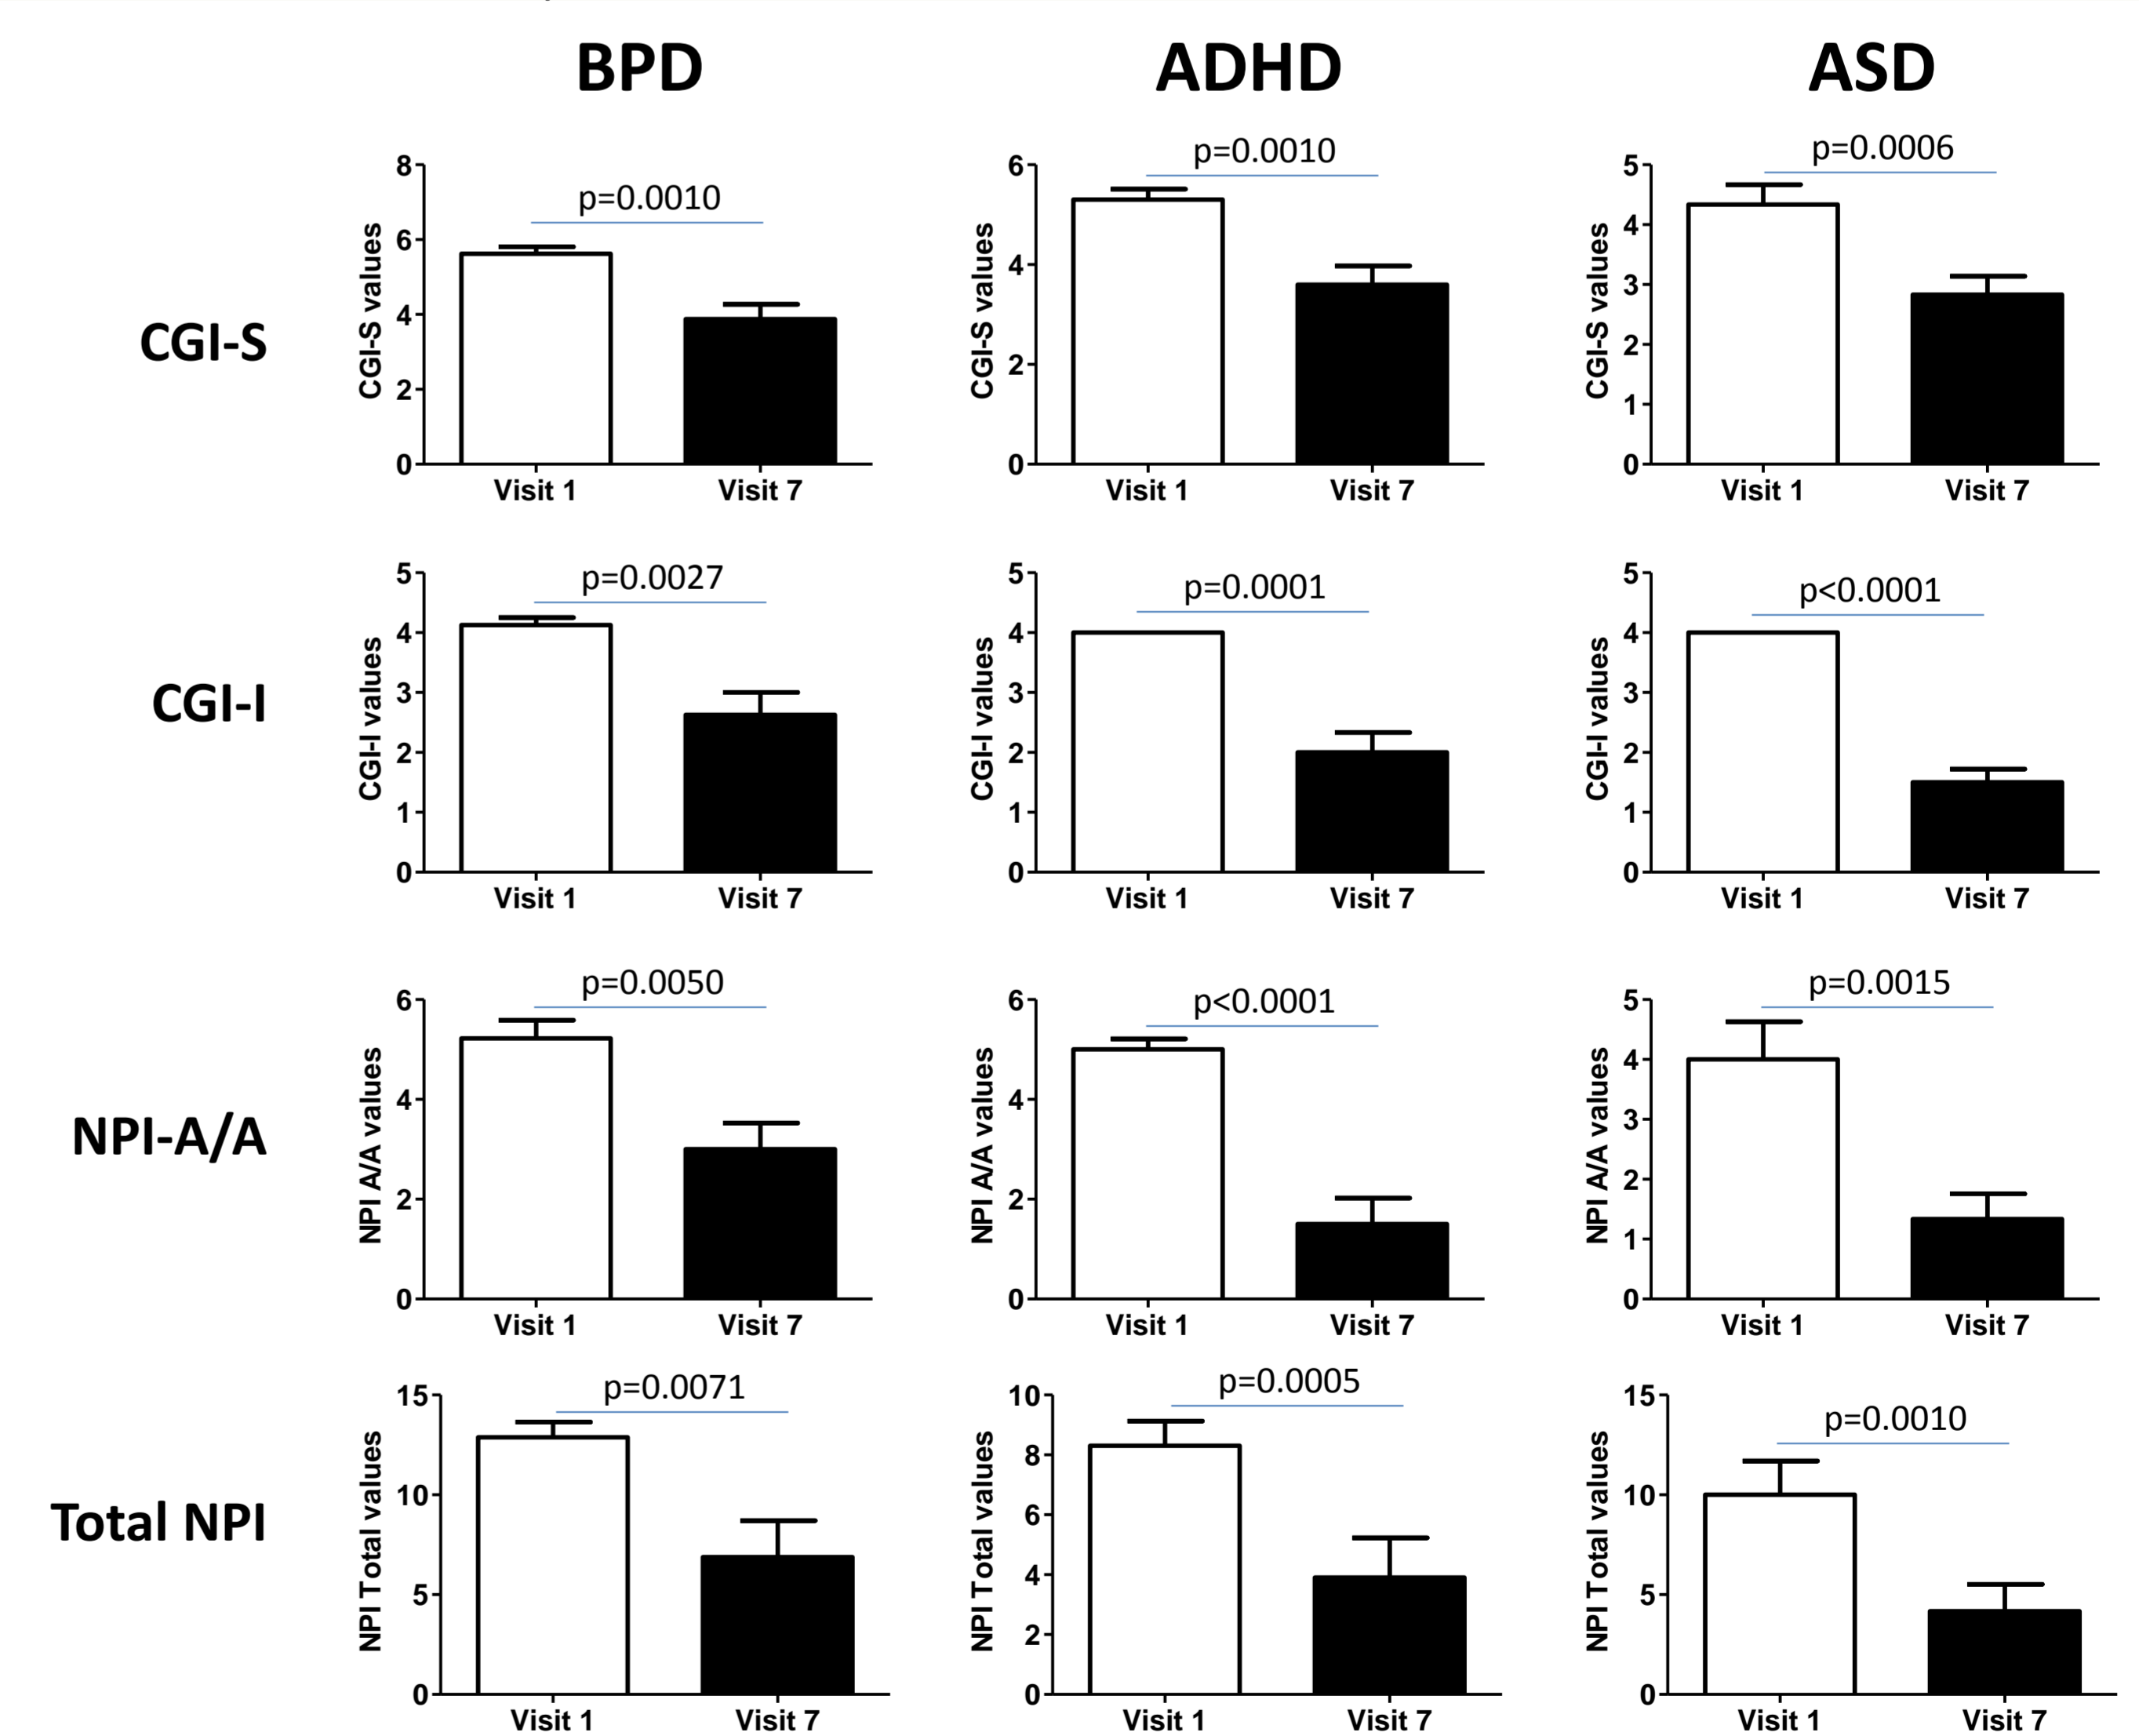 BPD ADHD ASD
CGI-S
p=0.0010
CGI-S values
8
6
4
2
0
Visit 1 Visit 7
p=0.0010
CGI-S values
6
4
2
0
Visit 1 Visit 7
p=0.0006
CGI-S values
5
4
3
2
1
0
Visit 1 Visit 7
CGI-I
p=0.0027
CGI-I values
5
4
3
2
1
0
Visit 1 Visit 7
p=0.0001
CGI-I values
5
4
3
2
1
0
Visit 1 Visit 7
p<0.0001
CGI-I values
5
4
3
2
1
0
Visit 1 Visit 7
NPI-A/A
p=0.0050
NPI A/A values
6
4
2
0
Visit 1 Visit 7
p<0.0001
NPI A/A values
6
4
2
0
Visit 1 Visit 7
p=0.0015
NPI A/A values
5
4
3
2
1
0
Visit 1 Visit 7
Total NPI
p=0.0071
NPI Total values
15
10
5
0
Visit 1 Visit 7
p=0.0005
NPI Total values
10
8
6
4
2
0
Visit 1 Visit 7
p=0.0010
NPI Total values
15
10
5
0
Visit 1 Visit 7